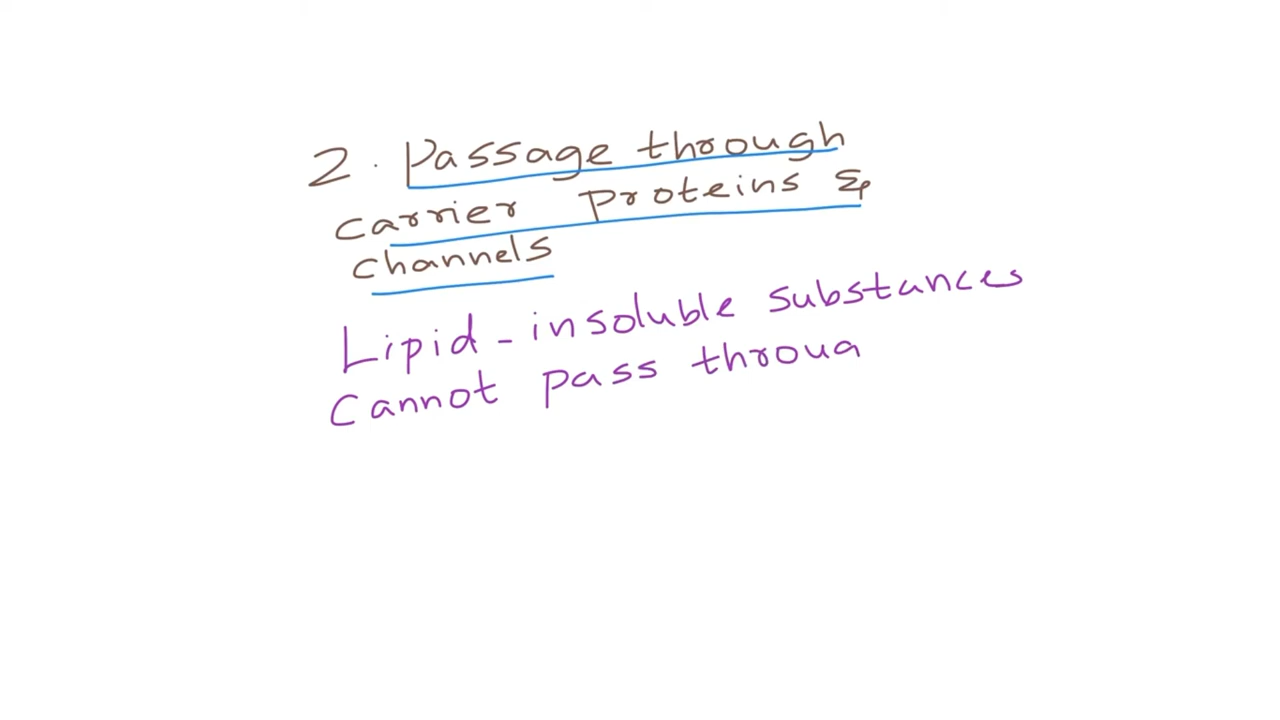 2. Passage through
carrier proteins &
channels
Lipid - insoluble substances
Cannot pass throug